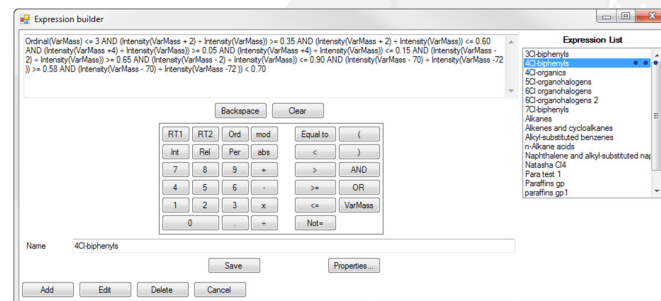 Expression builder
Ordinal(VarMass) <= 3 AND (Intensity(VarMass + 2) ÷ Intensity(VarMass)) >= 0.35 AND (Intensity(VarMass + 2) ÷ Intensity(VarMass)) <= 0.60
AND (Intensity(VarMass +4) ÷ Intensity(VarMass)) >= 0.05 AND (Intensity(VarMass +4) ÷ Intensity(VarMass)) <= 0.15 AND (Intensity(VarMass -
2) ÷ Intensity(VarMass)) >= 0.65 AND (Intensity(VarMass - 2) ÷ Intensity(VarMass)) <= 0.90 AND (Intensity(VarMass - 70) ÷ Intensity(VarMass -72
)) >= 0.58 AND (Intensity(VarMass - 70) ÷ Intensity(VarMass -72 )) < 0.70
Expression List
3Cl-biphenyls
4Cl-biphenyls
4Cl-organics
5Cl-organohalogens
6Cl organohalogens
6Cl-organohalogens 2
7Cl-biphenyls
Alkanes
Alkenes and cycloalkanes
Alkyl-substituted benzenes
n-Alkane acids
Naphthalene and alkyl-substituted nap
Natasha Cl4
Para test 1
Paraffins gp
paraffins gp1
Backspace Clear
RT1 RT2 Ord mod Equal to (
Int Rel Per abs < )
7 8 9 + > AND
4 5 6 - >= OR
1 2 3 x <= VarMass
0 . ÷ Not=
Name 4Cl-biphenyls
Save Properties...
Add Edit Delete Cancel